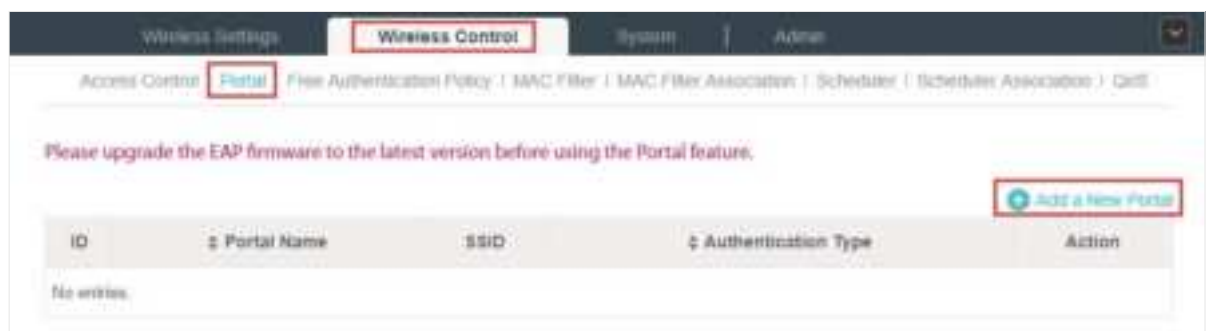 Wireless Settings Wireless Control System | Admin
Access Control Portal Free Authentication Policy | MAC Filter | MAC Filter Association | Scheduler | Scheduler Association | QoS
Please upgrade the EAP firmware to the latest version before using the Portal feature.
Add a New Portal
ID Portal Name SSID Authentication Type Action
No entries.